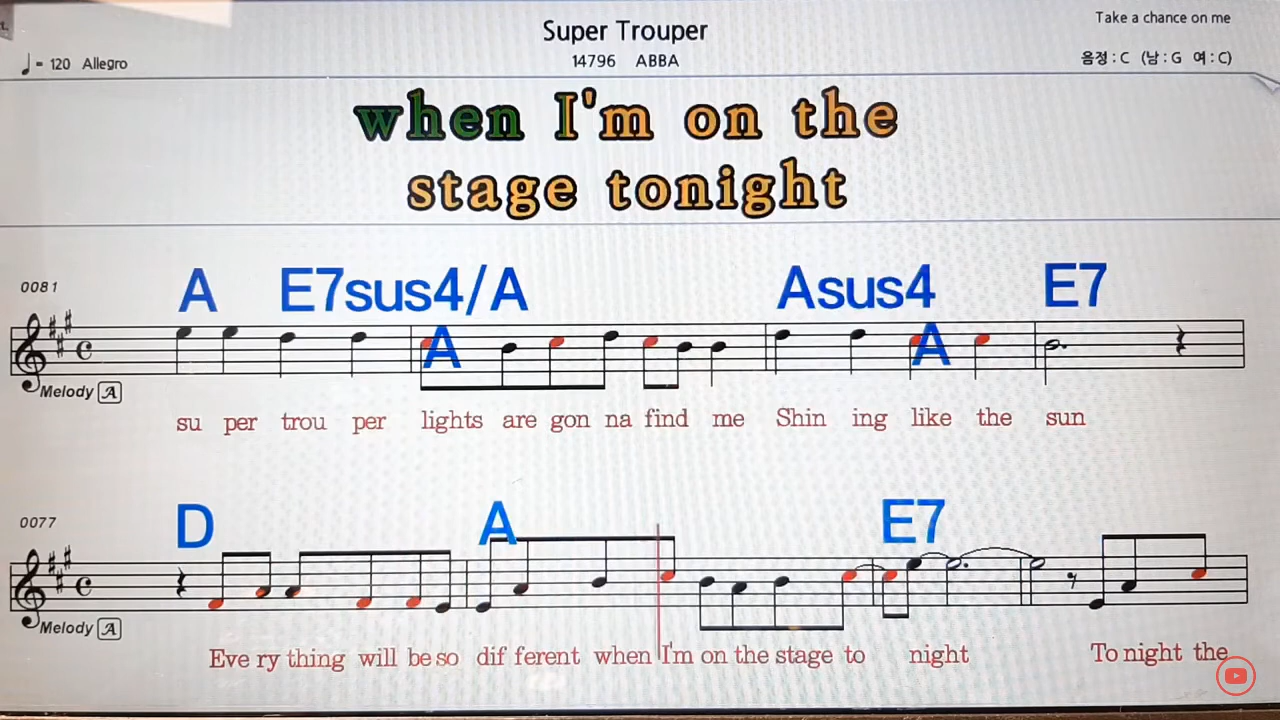 Super Trouper
Take a chance on me
♩= 120 Allegro
14796 ABBA
음정 : C (남 : G 여 : C)
when I'm on the
stage tonight
0081
A E7sus4/A Asus4 E7
A A
Melody A
su per trou per lights are gon na find me Shin ing like the sun
0077
D A E7
Melody A
Eve ry thing will be so dif ferent when I'm on the stage to night To night the